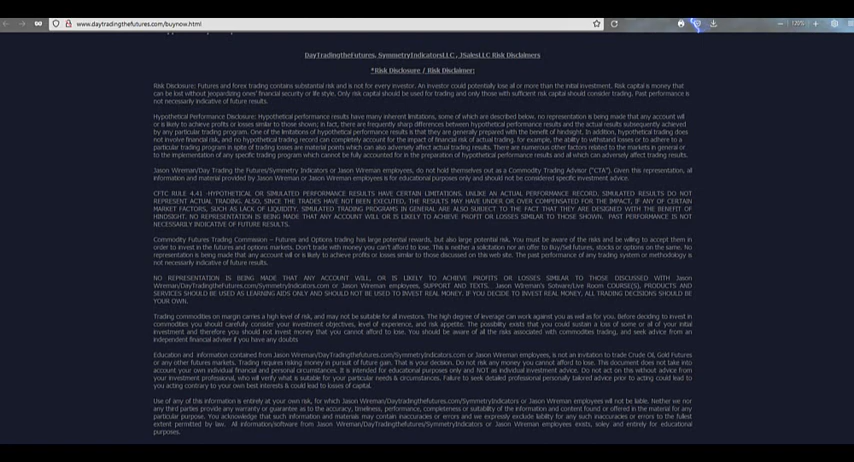 www.daytradingthefutures.com/buynow.html
120%
DayTradingtheFutures, SymmetryIndicatorsLLC , JSalesLLC Risk Disclaimers
*Risk Disclosure / Risk Disclaimer:
Risk Disclosure: Futures and forex trading contains substantial risk and is not for every investor. An investor could potentially lose all or more than the initial investment. Risk capital is money that
can be lost without jeopardizing ones' financial security or life style. Only risk capital should be used for trading and only those with sufficient risk capital should consider trading. Past performance is
not necessarily indicative of future results.
Hypothetical Performance Disclosure: Hypothetical performance results have many inherent limitations, some of which are described below. no representation is being made that any account will
or is likely to achieve profits or losses similar to those shown; in fact, there are frequently sharp differences between hypothetical performance results and the actual results subsequently achieved
by any particular trading program. One of the limitations of hypothetical performance results is that they are generally prepared with the benefit of hindsight. In addition, hypothetical trading does
not involve financial risk, and no hypothetical trading record can completely account for the impact of financial risk of actual trading. for example, the ability to withstand losses or to adhere to a
particular trading program in spite of trading losses are material points which can also adversely affect actual trading results. There are numerous other factors related to the markets in general or
to the implementation of any specific trading program which cannot be fully accounted for in the preparation of hypothetical performance results and all which can adversely affect trading results.
Jason Wireman/Day Trading the Futures/Symmetry Indicators or Jason Wireman employees, do not hold themselves out as a Commodity Trading Advisor ("CTA"). Given this representation, all
information and material provided by Jason Wireman or Jason Wireman employees is for educational purposes only and should not be considered specific investment advice.
CFTC RULE 4.41 -HYPOTHETICAL OR SIMULATED PERFORMANCE RESULTS HAVE CERTAIN LIMITATIONS. UNLIKE AN ACTUAL PERFORMANCE RECORD, SIMULATED RESULTS DO NOT
REPRESENT ACTUAL TRADING. ALSO, SINCE THE TRADES HAVE NOT BEEN EXECUTED, THE RESULTS MAY HAVE UNDER OR OVER COMPENSATED FOR THE IMPACT, IF ANY OF CERTAIN
MARKET FACTORS, SUCH AS LACK OF LIQUIDITY. SIMULATED TRADING PROGRAMS IN GENERAL ARE ALSO SUBJECT TO THE FACT THAT THEY ARE DESIGNED WITH THE BENEFIT OF
HINDSIGHT. NO REPRESENTATION IS BEING MADE THAT ANY ACCOUNT WILL OR IS LIKELY TO ACHIEVE PROFIT OR LOSSES SIMILAR TO THOSE SHOWN. PAST PERFORMANCE IS NOT
NECESSARILY INDICATIVE OF FUTURE RESULTS.
Commodity Futures Trading Commission – Futures and Options trading has large potential rewards, but also large potential risk. You must be aware of the risks and be willing to accept them in
order to invest in the futures and options markets. Don't trade with money you can't afford to lose. This is neither a solicitation nor an offer to Buy/Sell futures, stocks or options on the same. No
representation is being made that any account will or is likely to achieve profits or losses similar to those discussed on this web site. The past performance of any trading system or methodology is
not necessarily indicative of future results.
NO REPRESENTATION IS BEING MADE THAT ANY ACCOUNT WILL, OR IS LIKELY TO ACHIEVE PROFITS OR LOSSES SIMILAR TO THOSE DISCUSSED WITH Jason
Wireman/DayTradingtheFutures.com/SymmetryIndicators.com or Jason Wireman employees, SUPPORT AND TEXTS. Jason Wireman's Sotware/Live Room COURSE(S), PRODUCTS AND
SERVICES SHOULD BE USED AS LEARNING AIDS ONLY AND SHOULD NOT BE USED TO INVEST REAL MONEY. IF YOU DECIDE TO INVEST REAL MONEY, ALL TRADING DECISIONS SHOULD BE
YOUR OWN.
Trading commodities on margin carries a high level of risk, and may not be suitable for all investors. The high degree of leverage can work against you as well as for you. Before deciding to invest in
commodities you should carefully consider your investment objectives, level of experience, and risk appetite. The possibility exists that you could sustain a loss of some or all of your initial
investment and therefore you should not invest money that you cannot afford to lose. You should be aware of all the risks associated with commodities trading, and seek advice from an
independent financial adviser if you have any doubts
Education and information contained from Jason Wireman/DayTradingtheFutures.com/SymmetryIndicators.com or Jason Wireman employees, is not an invitation to trade Crude Oil, Gold Futures
or any other futures markets. Trading requires risking money in pursuit of future gain. That is your decision. Do not risk any money you cannot afford to lose. This document does not take into
account your own individual financial and personal circumstances. It is intended for educational purposes only and NOT as individual investment advice. Do not act on this without advice from
your investment professional, who will verify what is suitable for your particular needs & circumstances. Failure to seek detailed professional personally tailored advice prior to acting could lead to
you acting contrary to your own best interests & could lead to losses of capital.
Use of any of this information is entirely at your own risk, for which Jason Wireman/Daytradingthefutures.com/SymmetryIndicators or Jason Wireman employees will not be liable. Neither we nor
any third parties provide any warranty or guarantee as to the accuracy, timeliness, performance, completeness or suitability of the information and content found or offered in the material for any
particular purpose. You acknowledge that such information and materials may contain inaccuracies or errors and we expressly exclude liability for any such inaccuracies or errors to the fullest
extent permitted by law. All information/software from Jason Wireman/DayTradingthefutures/SymmetryIndicators or Jason Wireman employees exists, soley and entirely for educational
purposes.